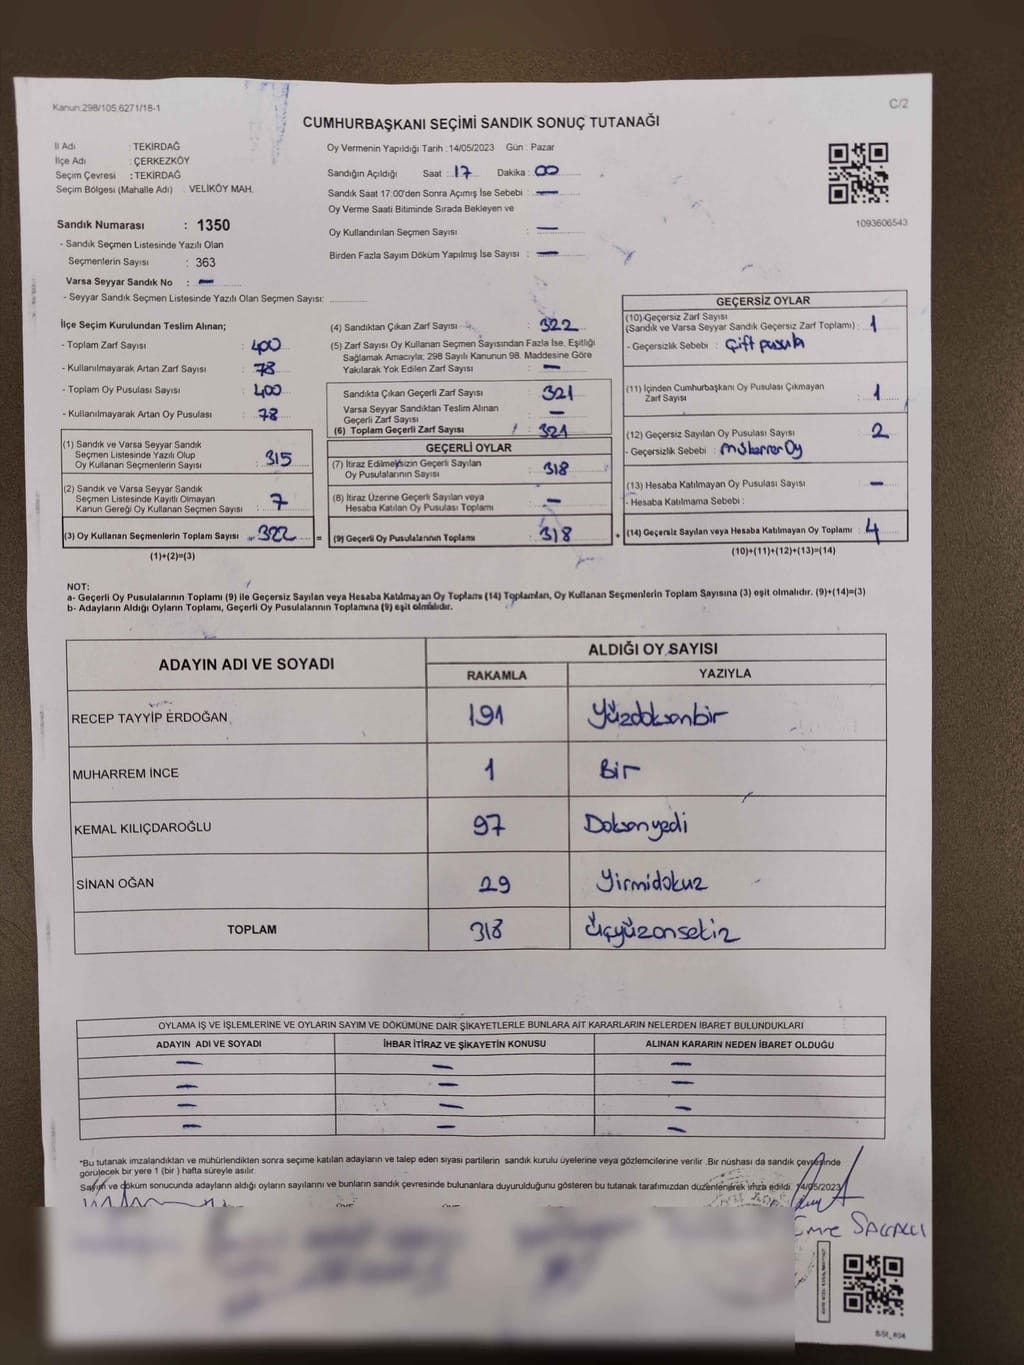 Kanun:298/105,6271/18-1
C/2
CUMHURBAŞKANI SEÇİMİ SANDIK SONUÇ TUTANAĞI
İl Adı : TEKİRDAĞ
İlçe Adı : ÇERKEZKÖY
Seçim Çevresi : TEKİRDAĞ
Seçim Bölgesi (Mahalle Adı) : VELİKÖY MAH.
Oy Vermenin Yapıldığı Tarih :14/05/2023 Gün : Pazar
Sandığın Açıldığı Saat : 17 Dakika : 00
Sandık Saat 17:00'den Sonra Açımış İse Sebebi : —
Oy Verme Saati Bitiminde Sırada Bekleyen ve
Oy Kullandırılan Seçmen Sayısı : —
Birden Fazla Sayım Döküm Yapılmış İse Sayısı : —
1093606543
Sandık Numarası : 1350
- Sandık Seçmen Listesinde Yazılı Olan
Seçmenlerin Sayısı : 363
Varsa Seyyar Sandık No : —
- Seyyar Sandık Seçmen Listesinde Yazılı Olan Seçmen Sayısı: ................
İlçe Seçim Kurulundan Teslim Alınan;
- Toplam Zarf Sayısı : 400
- Kullanılmayarak Artan Zarf Sayısı : 78
- Toplam Oy Pusulası Sayısı : 400
- Kullanılmayarak Artan Oy Pusulası : 78
(1) Sandık ve Varsa Seyyar Sandık
Seçmen Listesinde Yazılı Olup
Oy Kullanan Seçmenlerin Sayısı : 315
(2) Sandık ve Varsa Seyyar Sandık
Seçmen Listesinde Kayıtlı Olmayan
Kanun Gereği Oy Kullanan Seçmen Sayısı : 7
(3) Oy Kullanan Seçmenlerin Toplam Sayısı : 322 =
(1)+(2)=(3)
(4) Sandıktan Çıkan Zarf Sayısı : 322
(5) Zarf Sayısı Oy Kullanan Seçmen Sayısından Fazla İse, Eşitliği
Sağlamak Amacıyla; 298 Sayılı Kanunun 98. Maddesine Göre
Yakılarak Yok Edilen Zarf Sayısı : —
Sandıkta Çıkan Geçerli Zarf Sayısı : 321
Varsa Seyyar Sandıktan Teslim Alınan
Geçerli Zarf Sayısı : —
(6) Toplam Geçerli Zarf Sayısı : 321
GEÇERLİ OYLAR
(7) İtiraz Edilmeksizin Geçerli Sayılan
Oy Pusulalarının Sayısı : 318
(8) İtiraz Üzerine Geçerli Sayılan veya
Hesaba Katılan Oy Pusulası Toplamı : —
(9) Geçerli Oy Pusulalarının Toplamı : 318 +
GEÇERSİZ OYLAR
(10) Geçersiz Zarf Sayısı
(Sandık ve Varsa Seyyar Sandık Geçersiz Zarf Toplamı) : 1
- Geçersizlik Sebebi : Çift pusula
(11) İçinden Cumhurbaşkanı Oy Pusulası Çıkmayan
Zarf Sayısı : 1
(12) Geçersiz Sayılan Oy Pusulası Sayısı : 2
- Geçersizlik Sebebi : mükerrer Oy
(13) Hesaba Katılmayan Oy Pusulası Sayısı : —
- Hesaba Katılmama Sebebi :
(14) Geçersiz Sayılan veya Hesaba Katılmayan Oy Toplamı : 4
(10)+(11)+(12)+(13)=(14)
NOT:
a- Geçerli Oy Pusulalarının Toplamı (9) ile Geçersiz Sayılan veya Hesaba Katılmayan Oy Toplamı (14) Toplamları, Oy Kullanan Seçmenlerin Toplam Sayısına (3) eşit olmalıdır. (9)+(14)=(3)
b- Adayların Aldığı Oyların Toplamı, Geçerli Oy Pusulalarının Toplamına (9) eşit olmalıdır.
ADAYIN ADI VE SOYADI ALDIĞI OY SAYISI
RAKAMLA YAZIYLA
RECEP TAYYİP ERDOĞAN 191 Yüzdoksanbir
MUHARREM İNCE 1 Bir
KEMAL KILIÇDAROĞLU 97 Doksanyedi
SİNAN OĞAN 29 Yirmidokuz
TOPLAM 318 Üçyüzonsekiz
OYLAMA İŞ VE İŞLEMLERİNE VE OYLARIN SAYIM VE DÖKÜMÜNE DAİR ŞİKAYETLERLE BUNLARA AİT KARARLARIN NELERDEN İBARET BULUNDUKLARI
ADAYIN ADI VE SOYADI İHBAR İTİRAZ VE ŞİKAYETİN KONUSU ALINAN KARARIN NEDEN İBARET OLDUĞU
— — —
— — —
— — —
— — —
*Bu tutanak imzalandıktan ve mühürlendikten sonra seçime katılan adayların ve talep eden siyasi partilerin sandık kurulu üyelerine veya gözlemcilerine verilir .Bir nüshası da sandık çevresinde
görülecek bir yere 1 (bir ) hafta süreyle asılır.
Sayım ve döküm sonucunda adayların aldığı oyların sayılarını ve bunların sandık çevresinde bulunanlara duyurulduğunu gösteren bu tutanak tarafımızdan düzenlenerek imza edildi. 14/05/2023
Emre